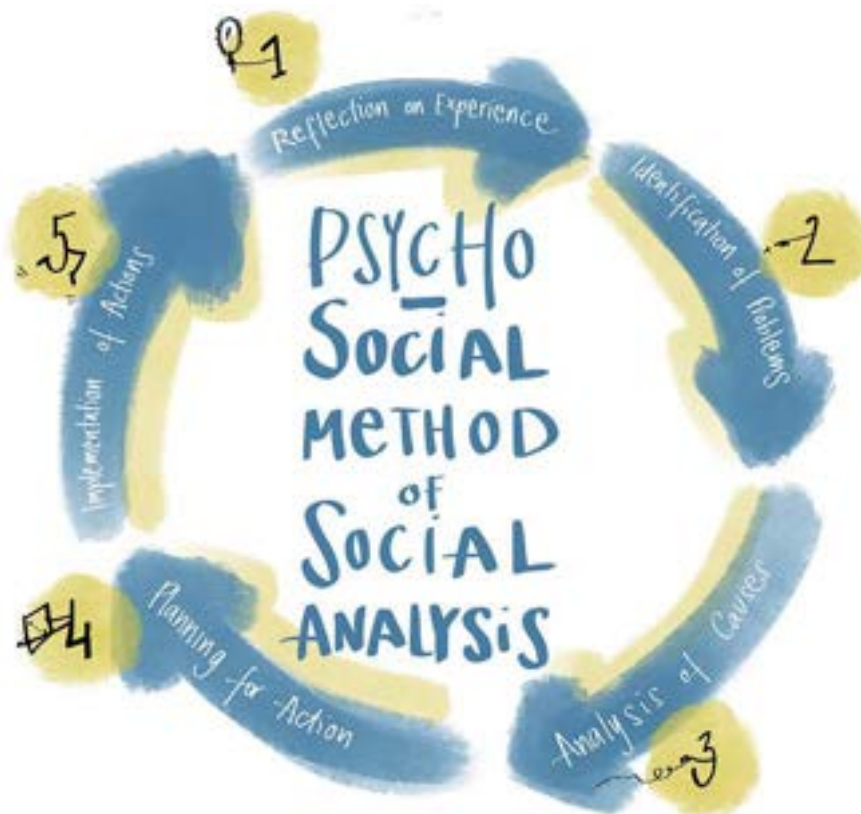 1
Reflection on Experience
2
Identification of Problems
3
Analysis of Causes
4
Planning for Action
5
Implementation of Actions
PSYCHO
SOCIAL
METHOD
OF
SOCIAL
ANALYSIS